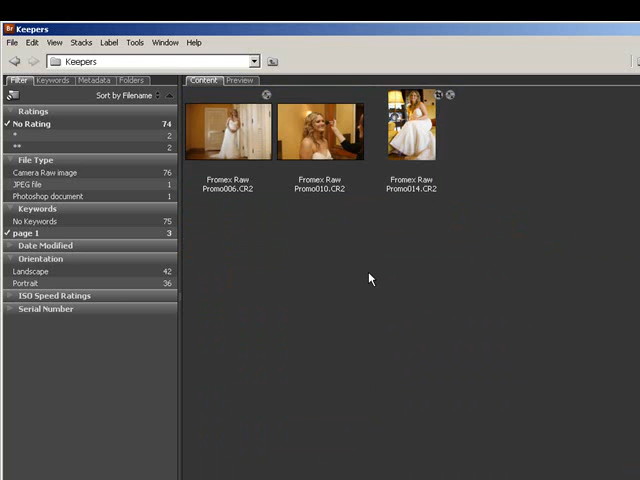 Br Keepers
File Edit View Stacks Label Tools Window Help
Keepers
Filter Keywords Metadata Folders
Content Preview
Sort by Filename
Ratings
No Rating 74
* 2
** 2
File Type
Camera Raw image 76
JPEG file 1
Photoshop document 1
Keywords
No Keywords 75
page 1 3
Date Modified
Orientation
Landscape 42
Portrait 36
ISO Speed Ratings
Serial Number
Fromex Raw
Promo006.CR2
Fromex Raw
Promo010.CR2
Fromex Raw
Promo014.CR2